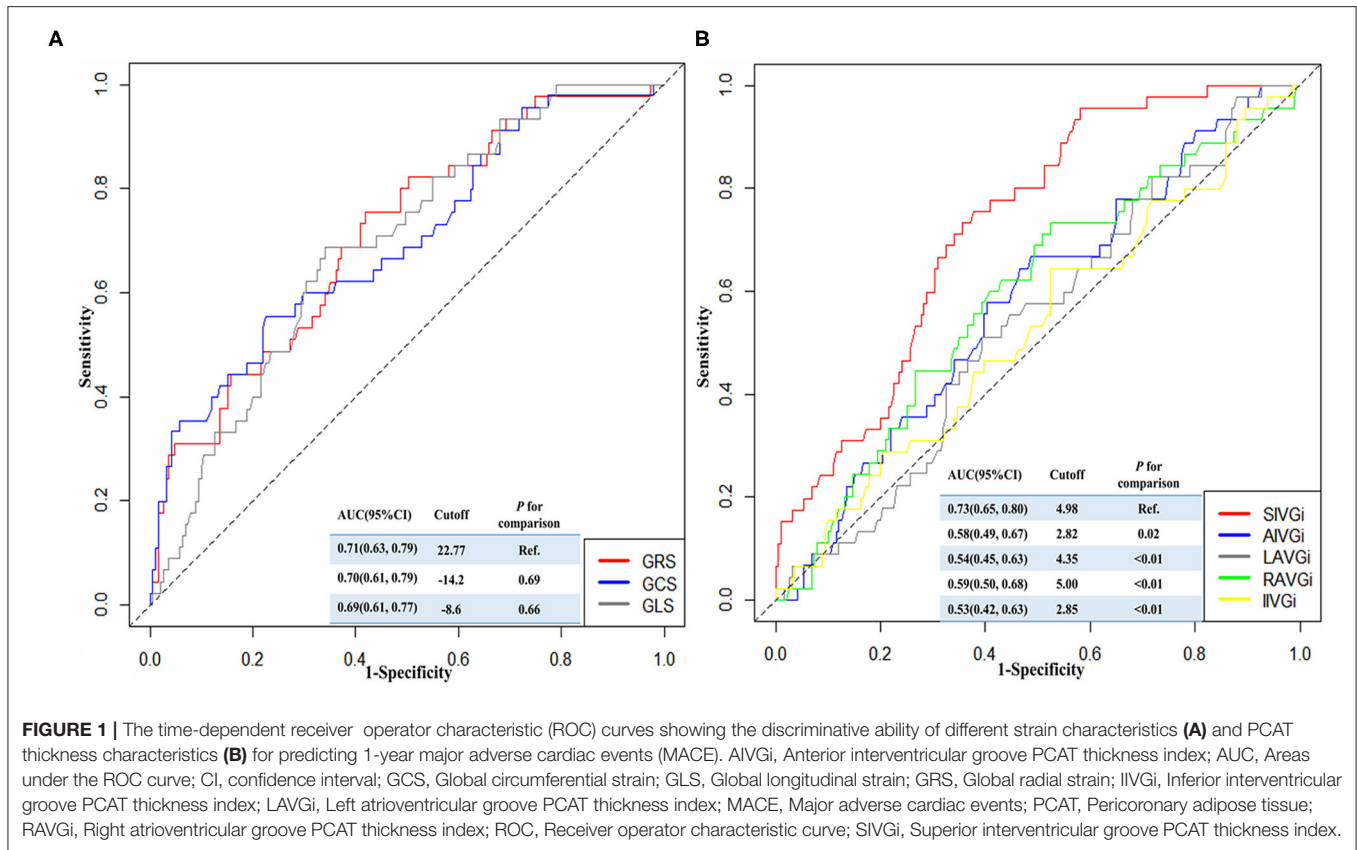 A
B
1.0
0.8
0.6
0.4
0.2
0.0
Sensitivity
0.0 0.2 0.4 0.6 0.8 1.0
1-Specificity
AUC(95%CI) Cutoff P for comparison
0.71(0.63, 0.79) 22.77 Ref.
0.70(0.61, 0.79) -14.2 0.69
0.69(0.61, 0.77) -8.6 0.66
GRS
GCS
GLS
1.0
0.8
0.6
0.4
0.2
0.0
Sensitivity
0.0 0.2 0.4 0.6 0.8 1.0
1-Specificity
AUC(95%CI) Cutoff P for comparison
0.73(0.65, 0.80) 4.98 Ref.
0.58(0.49, 0.67) 2.82 0.02
0.54(0.45, 0.63) 4.35 <0.01
0.59(0.50, 0.68) 5.00 <0.01
0.53(0.42, 0.63) 2.85 <0.01
SIVGi
AIVGi
LAVGi
RAVGi
IIVGi
FIGURE 1 | The time-dependent receiver operator characteristic (ROC) curves showing the discriminative ability of different strain characteristics (A) and PCAT
thickness characteristics (B) for predicting 1-year major adverse cardiac events (MACE). AIVGi, Anterior interventricular groove PCAT thickness index; AUC, Areas
under the ROC curve; CI, confidence interval; GCS, Global circumferential strain; GLS, Global longitudinal strain; GRS, Global radial strain; IIVGi, Inferior interventricular
groove PCAT thickness index; LAVGi, Left atrioventricular groove PCAT thickness index; MACE, Major adverse cardiac events; PCAT, Pericoronary adipose tissue;
RAVGi, Right atrioventricular groove PCAT thickness index; ROC, Receiver operator characteristic curve; SIVGi, Superior interventricular groove PCAT thickness index.